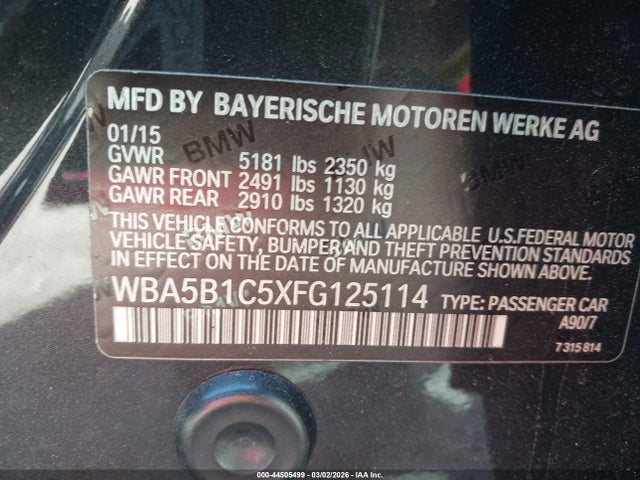 MFD BY BAYERISCHE MOTOREN WERKE AG
01/15
GVWR 5181 lbs 2350 kg
GAWR FRONT 2491 lbs 1130 kg
GAWR REAR 2910 lbs 1320 kg
THIS VEHICLE CONFORMS TO ALL APPLICABLE U.S.FEDERAL MOTOR
VEHICLE SAFETY, BUMPER AND THEFT PREVENTION STANDARDS
IN EFFECT ON THE DATE OF MANUFACTURE SHOWN ABOVE.
WBA5B1C5XFG125114 TYPE: PASSENGER CAR
A90/7
7 315 814
BMW
BMW
BMW
000-44505499 - 03/02/2026 - IAA Inc.